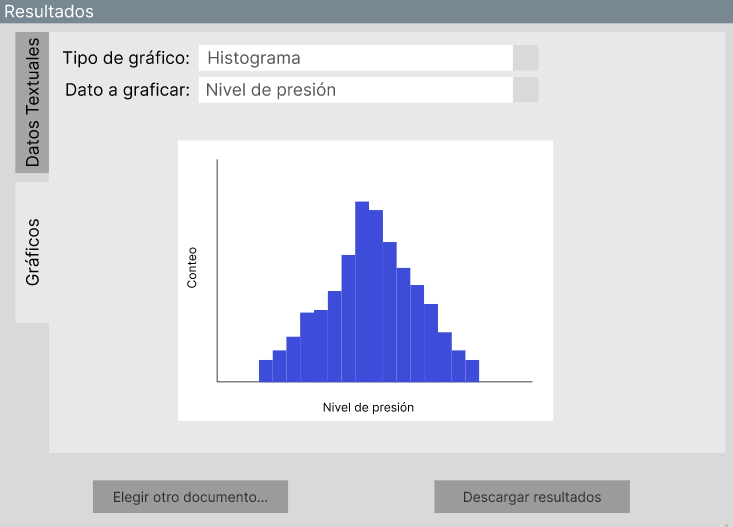 Resultados
Datos Textuales
Gráficos
Tipo de gráfico: Histograma
Dato a graficar: Nivel de presión
Conteo
Nivel de presión
Elegir otro documento...
Descargar resultados